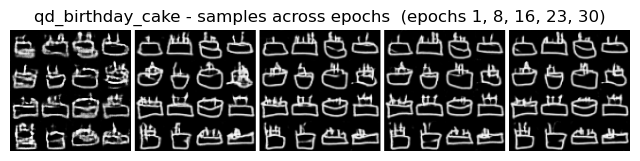 qd_birthday_cake - samples across epochs  (epochs 1, 8, 16, 23, 30)